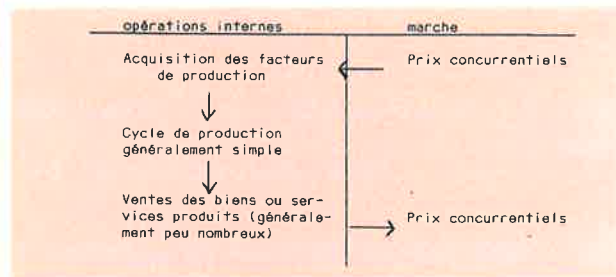 opérations internes marche
Acquisition des facteurs Prix concurrentiels
de production
Cycle de production
généralement simple
Ventes des biens ou ser-
vices produits (générale- Prix concurrentiels
ment peu nombreux)